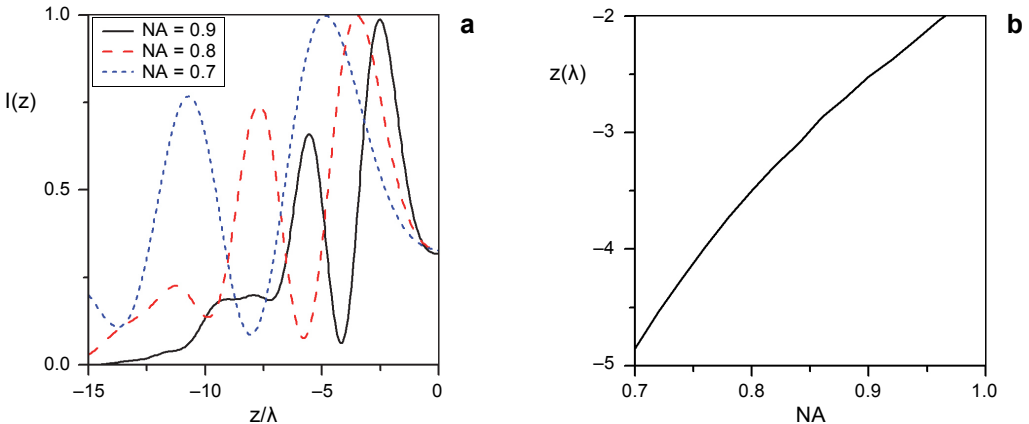 NA = 0.9
NA = 0.8
NA = 0.7
a
I(z)
1.0
0.5
0.0
–15
–10
–5
0
z/λ
b
z(λ)
–2
–3
–4
–5
0.7
0.8
0.9
1.0
NA